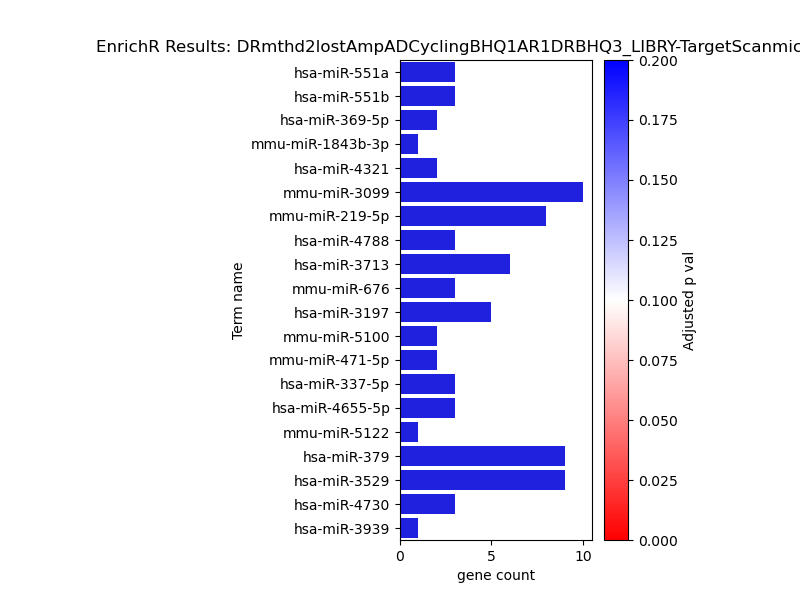 EnrichR Results: DRmthd2lostAmpADCyclingBHQ1AR1DRBHQ3_LIBRY-TargetScanmic
hsa-miR-551a
hsa-miR-551b
hsa-miR-369-5p
mmu-miR-1843b-3p
hsa-miR-4321
mmu-miR-3099
mmu-miR-219-5p
hsa-miR-4788
hsa-miR-3713
mmu-miR-676
hsa-miR-3197
mmu-miR-5100
mmu-miR-471-5p
hsa-miR-337-5p
hsa-miR-4655-5p
mmu-miR-5122
hsa-miR-379
hsa-miR-3529
hsa-miR-4730
hsa-miR-3939
Term name
0 5 10
gene count
0.200
0.175
0.150
0.125
0.100
0.075
0.050
0.025
0.000
Adjusted p val